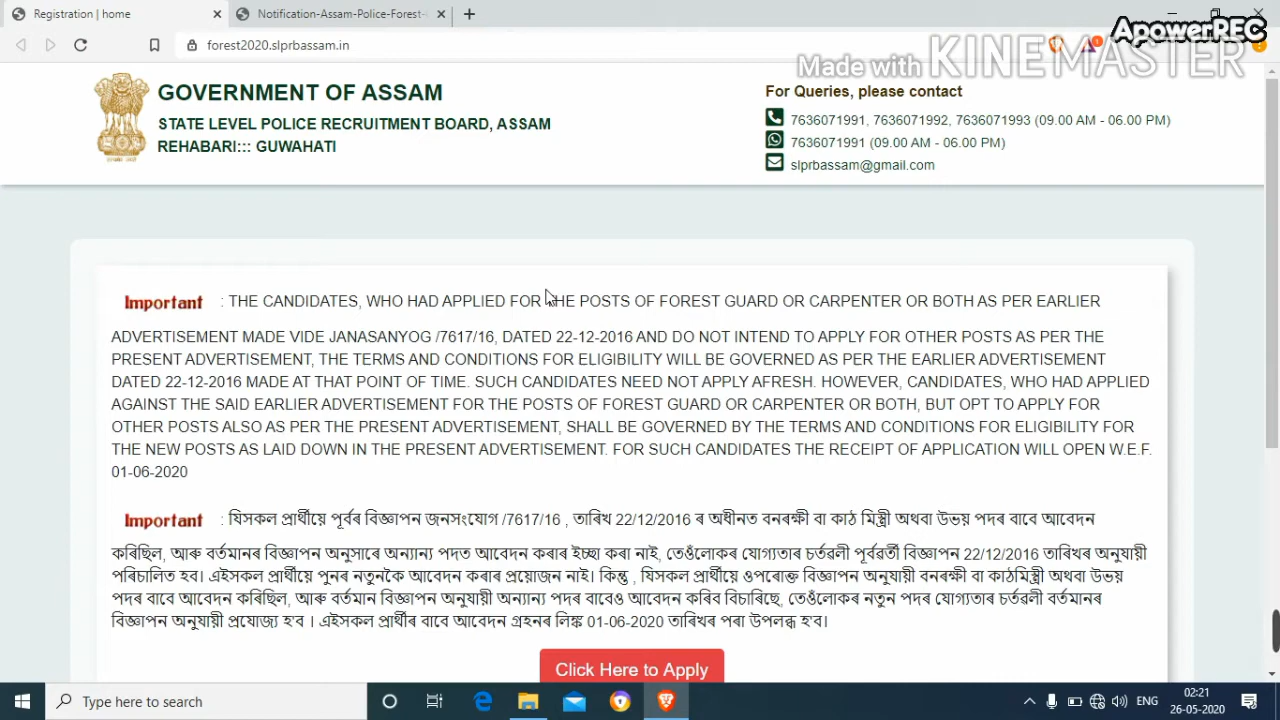 Registration | home
Notification-Assam-Police-Forest-
ApowerREC
forest2020.slprbassam.in
Made with KINEMASTER
GOVERNMENT OF ASSAM
STATE LEVEL POLICE RECRUITMENT BOARD, ASSAM
REHABARI::: GUWAHATI
For Queries, please contact
7636071991, 7636071992, 7636071993 (09.00 AM - 06.00 PM)
7636071991 (09.00 AM - 06.00 PM)
slprbassam@gmail.com
Important : THE CANDIDATES, WHO HAD APPLIED FOR THE POSTS OF FOREST GUARD OR CARPENTER OR BOTH AS PER EARLIER
ADVERTISEMENT MADE VIDE JANASANYOG /7617/16, DATED 22-12-2016 AND DO NOT INTEND TO APPLY FOR OTHER POSTS AS PER THE
PRESENT ADVERTISEMENT, THE TERMS AND CONDITIONS FOR ELIGIBILITY WILL BE GOVERNED AS PER THE EARLIER ADVERTISEMENT
DATED 22-12-2016 MADE AT THAT POINT OF TIME. SUCH CANDIDATES NEED NOT APPLY AFRESH. HOWEVER, CANDIDATES, WHO HAD APPLIED
AGAINST THE SAID EARLIER ADVERTISEMENT FOR THE POSTS OF FOREST GUARD OR CARPENTER OR BOTH, BUT OPT TO APPLY FOR
OTHER POSTS ALSO AS PER THE PRESENT ADVERTISEMENT, SHALL BE GOVERNED BY THE TERMS AND CONDITIONS FOR ELIGIBILITY FOR
THE NEW POSTS AS LAID DOWN IN THE PRESENT ADVERTISEMENT. FOR SUCH CANDIDATES THE RECEIPT OF APPLICATION WILL OPEN W.E.F.
01-06-2020
Important : যিসকল প্ৰাৰ্থীয়ে পূৰ্বৰ বিজ্ঞাপন জনসংযোগ /7617/16 , তাৰিখ 22/12/2016 ৰ অধীনত বনৰক্ষী বা কাঠ মিস্ত্ৰী অথবা উভয় পদৰ বাবে আবেদন
কৰিছিল, আৰু বৰ্তমানৰ বিজ্ঞাপন অনুসাৰে অন্যান্য পদত আবেদন কৰাৰ ইচ্ছা কৰা নাই, তেওঁলোকৰ যোগ্যতাৰ চৰ্তৱলী পূৰ্বৱৰ্তী বিজ্ঞাপন 22/12/2016 তাৰিখৰ অনুযায়ী
পৰিচালিত হব। এইসকল প্ৰাৰ্থীয়ে পুনৰ নতুনকৈ আবেদন কৰাৰ প্ৰয়োজন নাই। কিন্তু , যিসকল প্ৰাৰ্থীয়ে ওপৰোক্ত বিজ্ঞাপন অনুযায়ী বনৰক্ষী বা কাঠমিস্ত্ৰী অথবা উভয়
পদৰ বাবে আবেদন কৰিছিল, আৰু বৰ্তমান বিজ্ঞাপন অনুযায়ী অন্যান্য পদৰ বাবেও আবেদন কৰিব বিচাৰিছে, তেওঁলোকৰ নতুন পদৰ যোগ্যতাৰ চৰ্তৱলী বৰ্তমানৰ
বিজ্ঞাপন অনুযায়ী প্ৰযোজ্য হ'ব । এইসকল প্ৰাৰ্থীৰ বাবে আবেদন গ্ৰহনৰ লিঙ্ক 01-06-2020 তাৰিখৰ পৰা উপলব্ধ হ'ব।
Click Here to Apply
Type here to search
ENG
02:21
26-05-2020